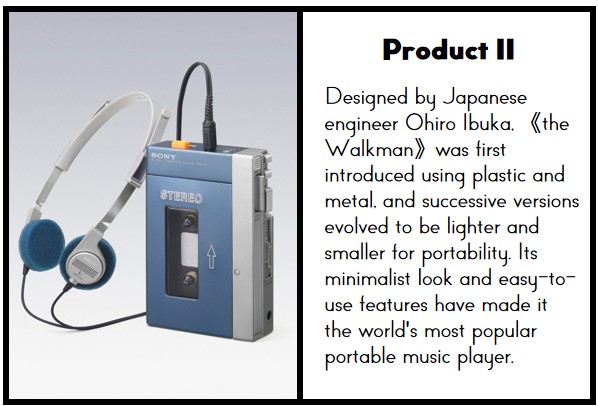 SONY
STEREO
Product II
Designed by Japanese
engineer Ohiro Ibuka, 《the
Walkman》 was first
introduced using plastic and
metal, and successive versions
evolved to be lighter and
smaller for portability. Its
minimalist look and easy-to-
use features have made it
the world's most popular
portable music player.